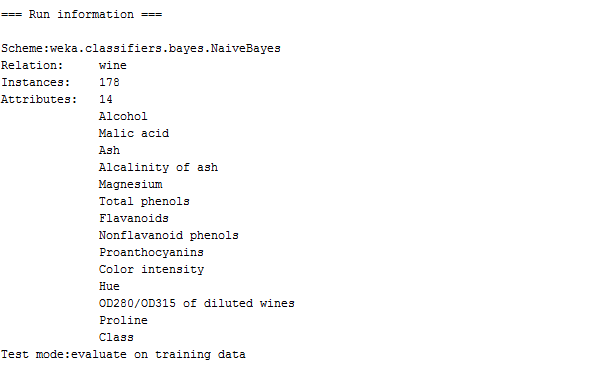 === Run information ===
Scheme:weka.classifiers.bayes.NaiveBayes
Relation: wine
Instances: 178
Attributes: 14
Alcohol
Malic acid
Ash
Alcalinity of ash
Magnesium
Total phenols
Flavanoids
Nonflavanoid phenols
Proanthocyanins
Color intensity
Hue
OD280/OD315 of diluted wines
Proline
Class
Test mode:evaluate on training data